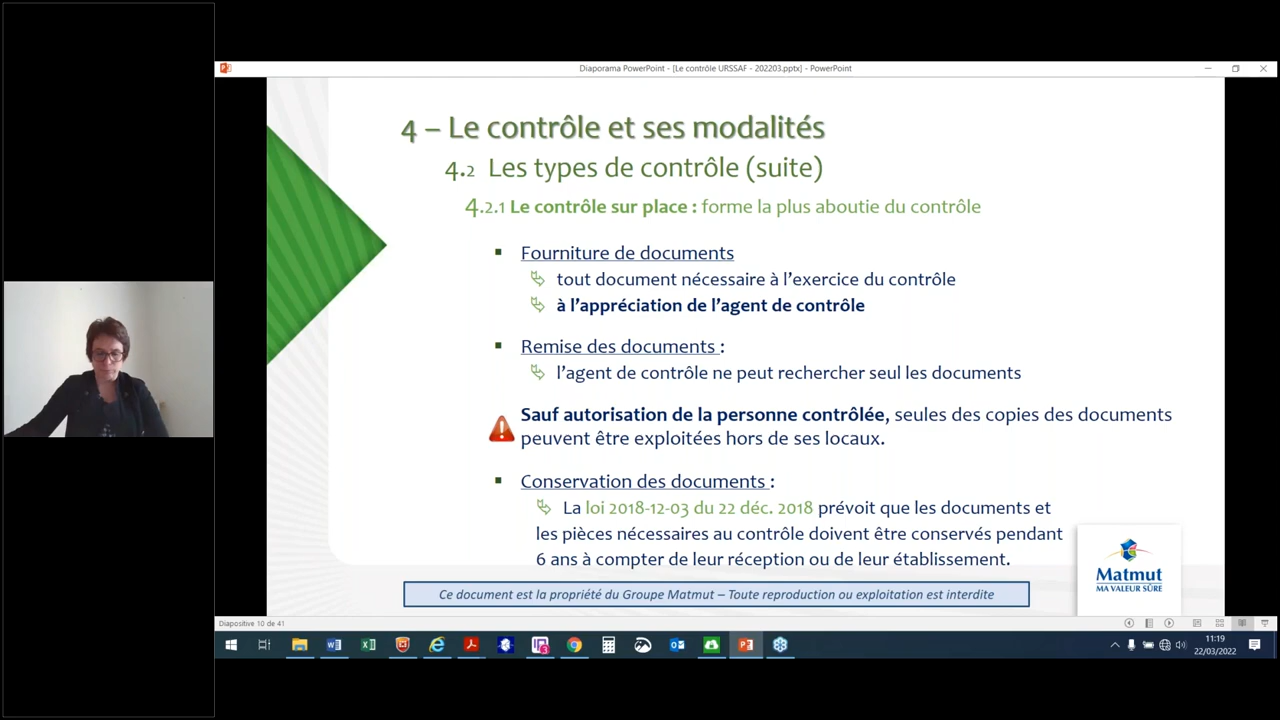 Diaporama PowerPoint - [Le contrôle URSSAF - 202203.pptx] - PowerPoint
4 – Le contrôle et ses modalités
4.2 Les types de contrôle (suite)
4.2.1 Le contrôle sur place : forme la plus aboutie du contrôle
Fourniture de documents
tout document nécessaire à l’exercice du contrôle
à l’appréciation de l’agent de contrôle
Remise des documents :
l’agent de contrôle ne peut rechercher seul les documents
Sauf autorisation de la personne contrôlée, seules des copies des documents
peuvent être exploitées hors de ses locaux.
Conservation des documents :
La loi 2018-12-03 du 22 déc. 2018 prévoit que les documents et
les pièces nécessaires au contrôle doivent être conservés pendant
6 ans à compter de leur réception ou de leur établissement.
Matmut
MA VALEUR SÛRE
Ce document est la propriété du Groupe Matmut – Toute reproduction ou exploitation est interdite
Diapositive 10 de 41
11:19
22/03/2022